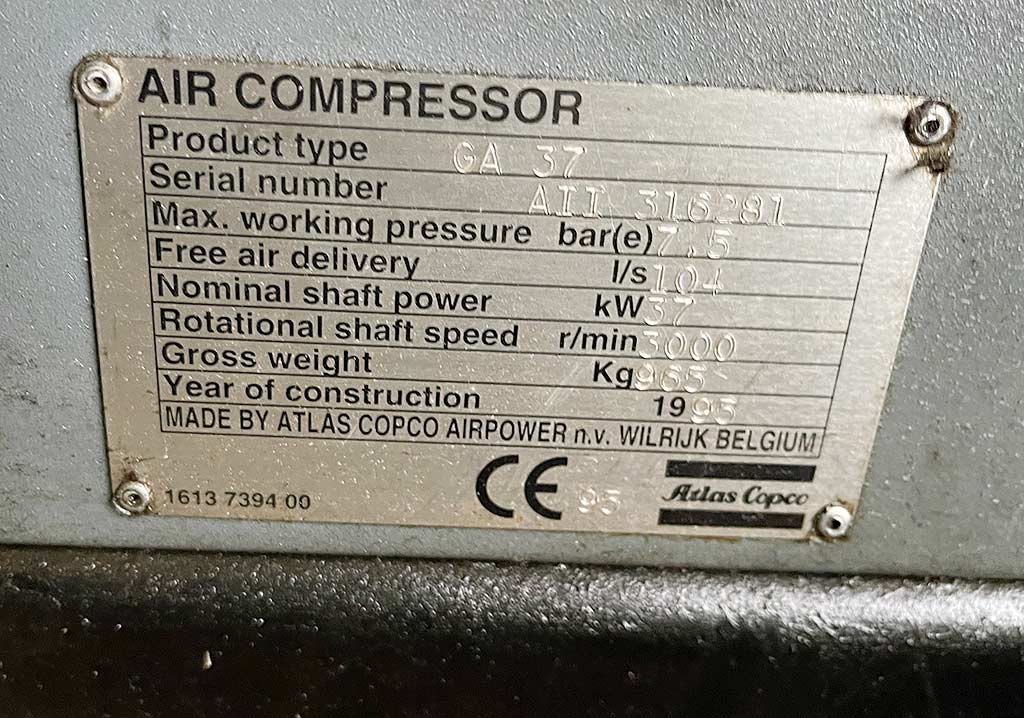 AIR COMPRESSOR
Product type GA 37
Serial number AII 316281
Max. working pressure bar(e) 7.5
Free air delivery l/s 104
Nominal shaft power kW 37
Rotational shaft speed r/min 3000
Gross weight Kg 965
Year of construction 1995
MADE BY ATLAS COPCO AIRPOWER n.v. WILRIJK BELGIUM
1613 7394 00 CE 95 Atlas Copco